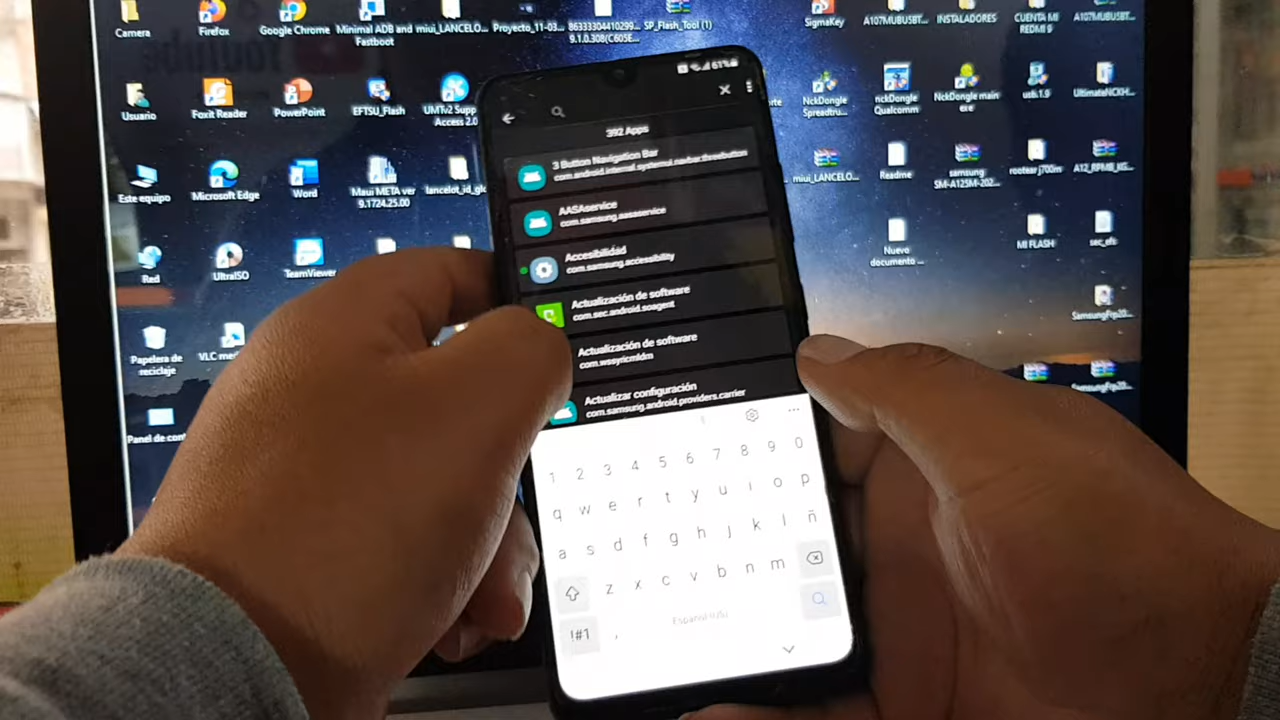 Camera
Firefox
Google Chrome
Minimal ADB and
Fastboot
miui_LANCELO...
Proyecto_11-03...
86333304410299...
9.1.0.308(C605E...
SP_Flash_Tool (1)
SigmaKey
A107MUBUSBT...
INSTALADORES
CUENTA MI
REDMI 9
A107MUBUSBT...
YouTube
Usuario
Foxit Reader
PowerPoint
EFTSU_Flash
UMTv2 Supp
Access 2.0
NckDongle
Spreadtru...
nckDongle
Qualcomm
NckDongle main
ere
usb.1.9
UltimateNCKH...
Este equipo
Microsoft Edge
Word
Maui META ver
9.1724.25.00
lancelot_id_glo
miui_LANCELO...
Readme
samsung
SM-A125M-202...
rootear j700m
A12_RPMB_KG...
Red
UltraISO
TeamViewer
Nuevo
documento ...
MI FLASH
sec_efs
Papelera de
reciclaje
VLC me
SamsungFrp20...
Panel de cont
SamsungFrp20...
61%
392 Apps
3 Button Navigation Bar
com.android.internal.systemui.navbar.threebutton
AASAservice
com.samsung.aasaservice
Accesibilidad
com.samsung.accessibility
Actualización de software
com.sec.android.soagent
Actualización de software
com.wssyncmldm
Actualizar configuración
com.samsung.android.providers.carrier
1 2 3 4 5 6 7 8 9 0
q w e r t y u i o p
a s d f g h j k l ñ
z x c v b n m
!#1 , Español (US)